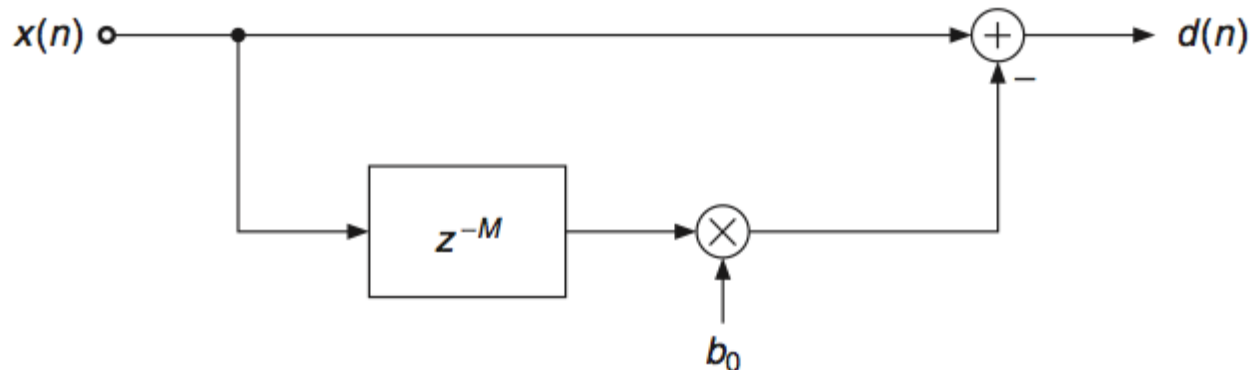 x(n)
+
d(n)
−
z⁻ᴹ
×
b₀